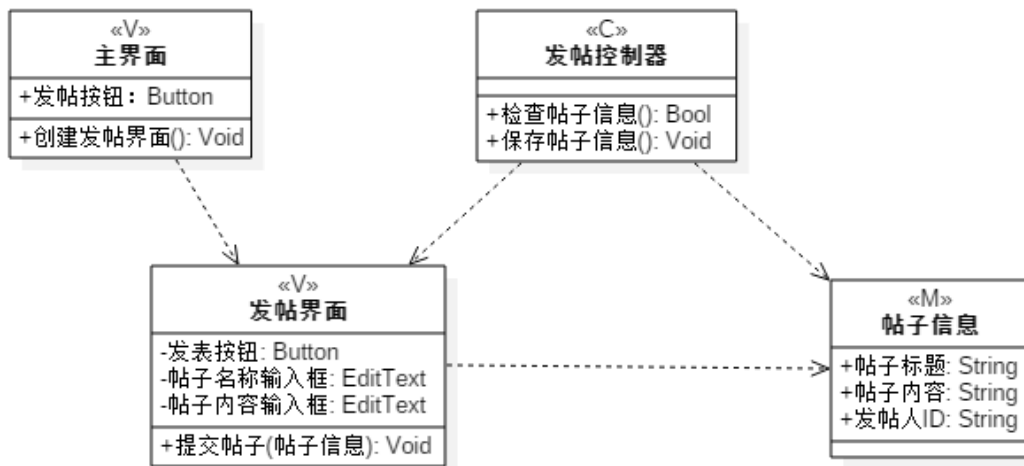 «V»
主界面
+发帖按钮：Button
+创建发帖界面(): Void
«C»
发帖控制器
+检查帖子信息(): Bool
+保存帖子信息(): Void
«V»
发帖界面
-发表按钮: Button
-帖子名称输入框: EditText
-帖子内容输入框: EditText
+提交帖子(帖子信息): Void
«M»
帖子信息
+帖子标题: String
+帖子内容: String
+发帖人ID: String